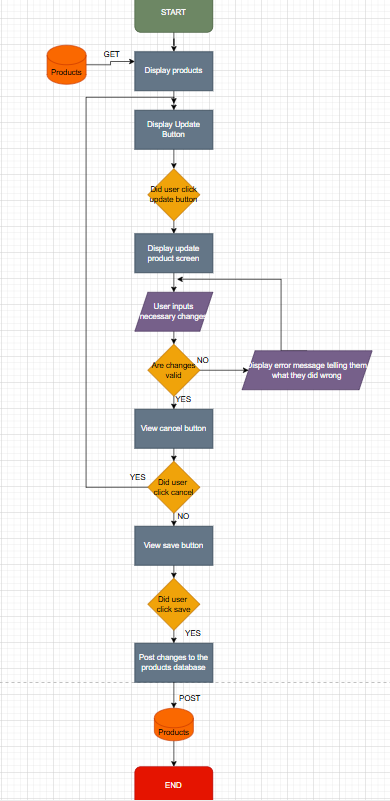 START
GET
Products
Display products
Display Update
Button
Did user click
update button
Display update
product screen
User inputs
necessary changes
Are changes
valid
NO
Display error message telling them
what they did wrong
YES
View cancel button
YES
Did user
click cancel
NO
View save button
Did user
click save
YES
Post changes to the
products database
POST
Products
END